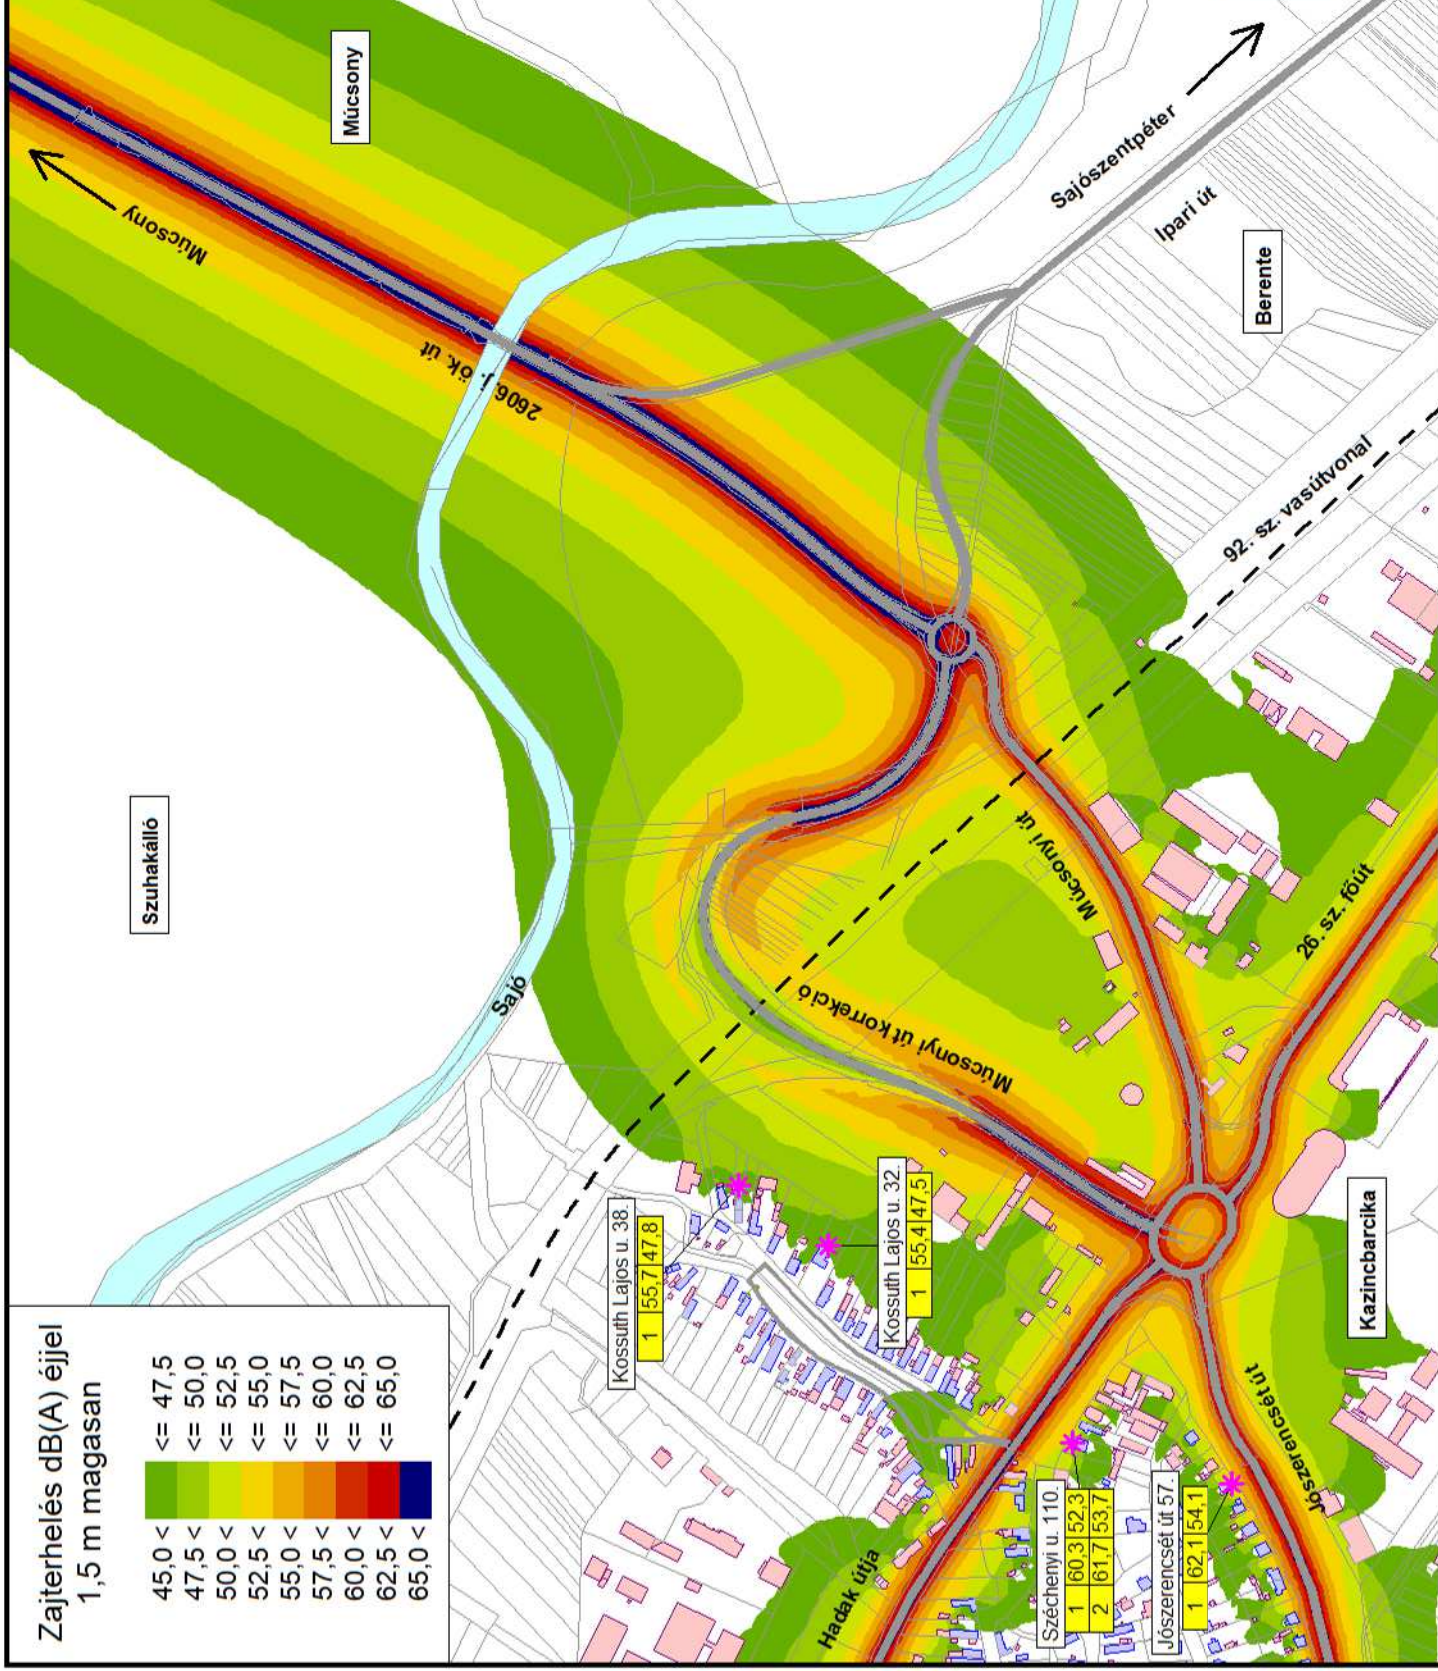 Zajterhelés dB(A) éjjel
1,5 m magasan
45,0 < <= 47,5
47,5 < <= 50,0
50,0 < <= 52,5
52,5 < <= 55,0
55,0 < <= 57,5
57,5 < <= 60,0
60,0 < <= 62,5
62,5 < <= 65,0
65,0 <
Szuhakálló
Múcsony
Múcsony
Sajó
2606. j. ök. út
Sajószentpéter
Ipari út
Berente
92. sz. vasútvonal
Múcsonyi út
Múcsonyi út korrekció
26. sz. főút
Kossuth Lajos u. 38.
1 55,7 47,8
Kossuth Lajos u. 32.
1 55,4 47,5
Kazincbarcika
Jószerencsét út
Hadak útja
Széchenyi u. 110.
1 60,3 52,3
2 61,7 53,7
Jószerencsét út 57.
1 62,1 54,1